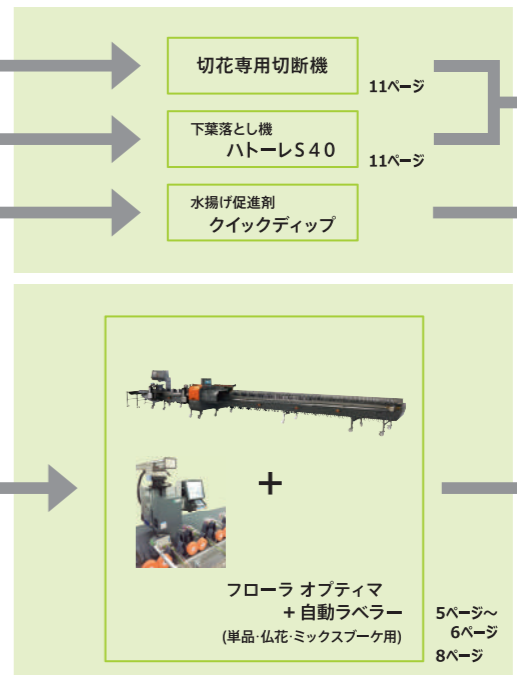 切花専用切断機
11ページ
下葉落とし機
ハトーレS40
11ページ
水揚げ促進剤
クイックディップ
+
フローラ オプティマ
+自動ラベラー
(単品・仏花・ミックスブーケ用)
5ページ〜
6ページ
8ページ